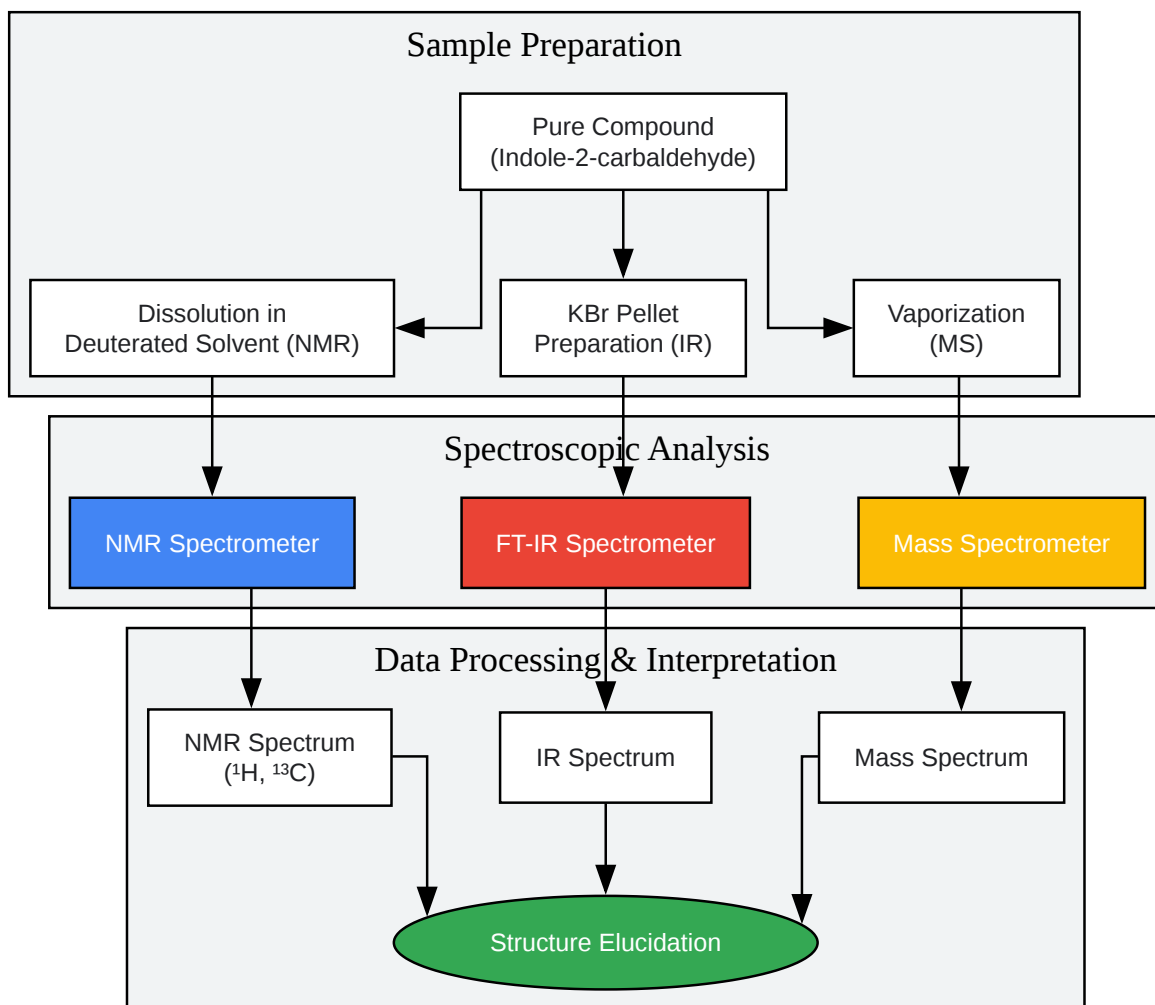 Sample Preparation
Pure Compound
(Indole-2-carbaldehyde)
Dissolution in
Deuterated Solvent (NMR)
KBr Pellet
Preparation (IR)
Vaporization
(MS)
Spectroscopic Analysis
NMR Spectrometer
FT-IR Spectrometer
Mass Spectrometer
Data Processing & Interpretation
NMR Spectrum
(¹H, ¹³C)
IR Spectrum
Mass Spectrum
Structure Elucidation